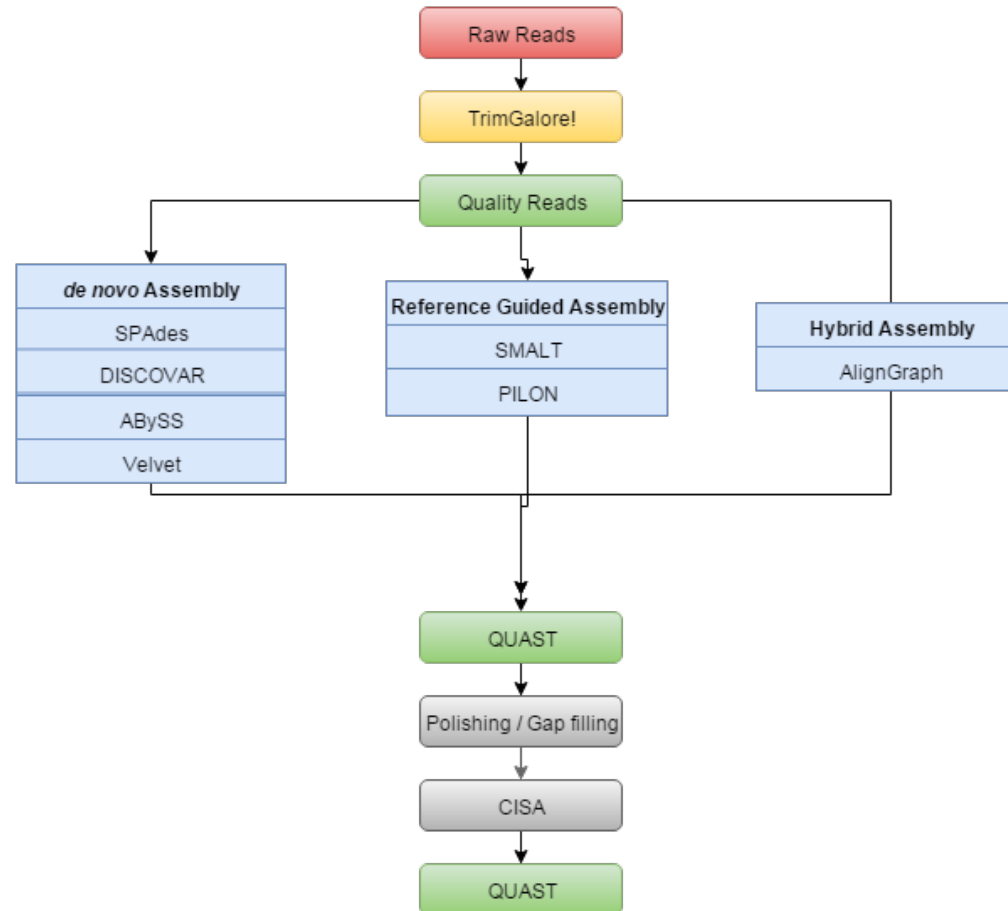 Raw Reads
TrimGalore!
Quality Reads
de novo Assembly
SPAdes
DISCOVAR
ABySS
Velvet
Reference Guided Assembly
SMALT
PILON
Hybrid Assembly
AlignGraph
QUAST
Polishing / Gap filling
CISA
QUAST